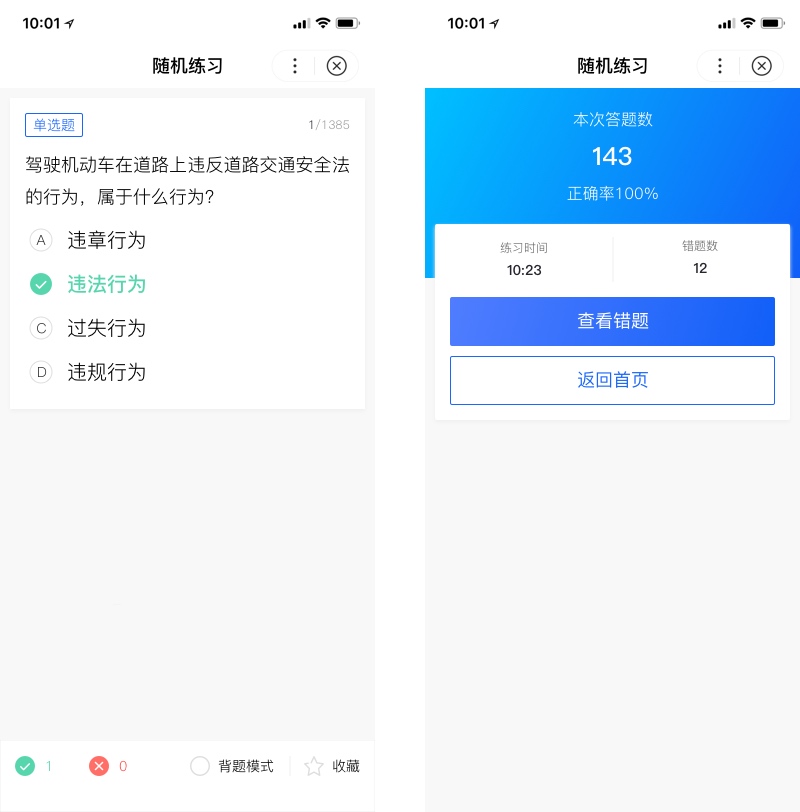 10:01
随机练习
单选题
1/1385
驾驶机动车在道路上违反道路交通安全法
的行为，属于什么行为？
A 违章行为
违法行为
C 过失行为
D 违规行为
1
0
背题模式
收藏
10:01
随机练习
本次答题数
143
正确率100%
练习时间
10:23
错题数
12
查看错题
返回首页